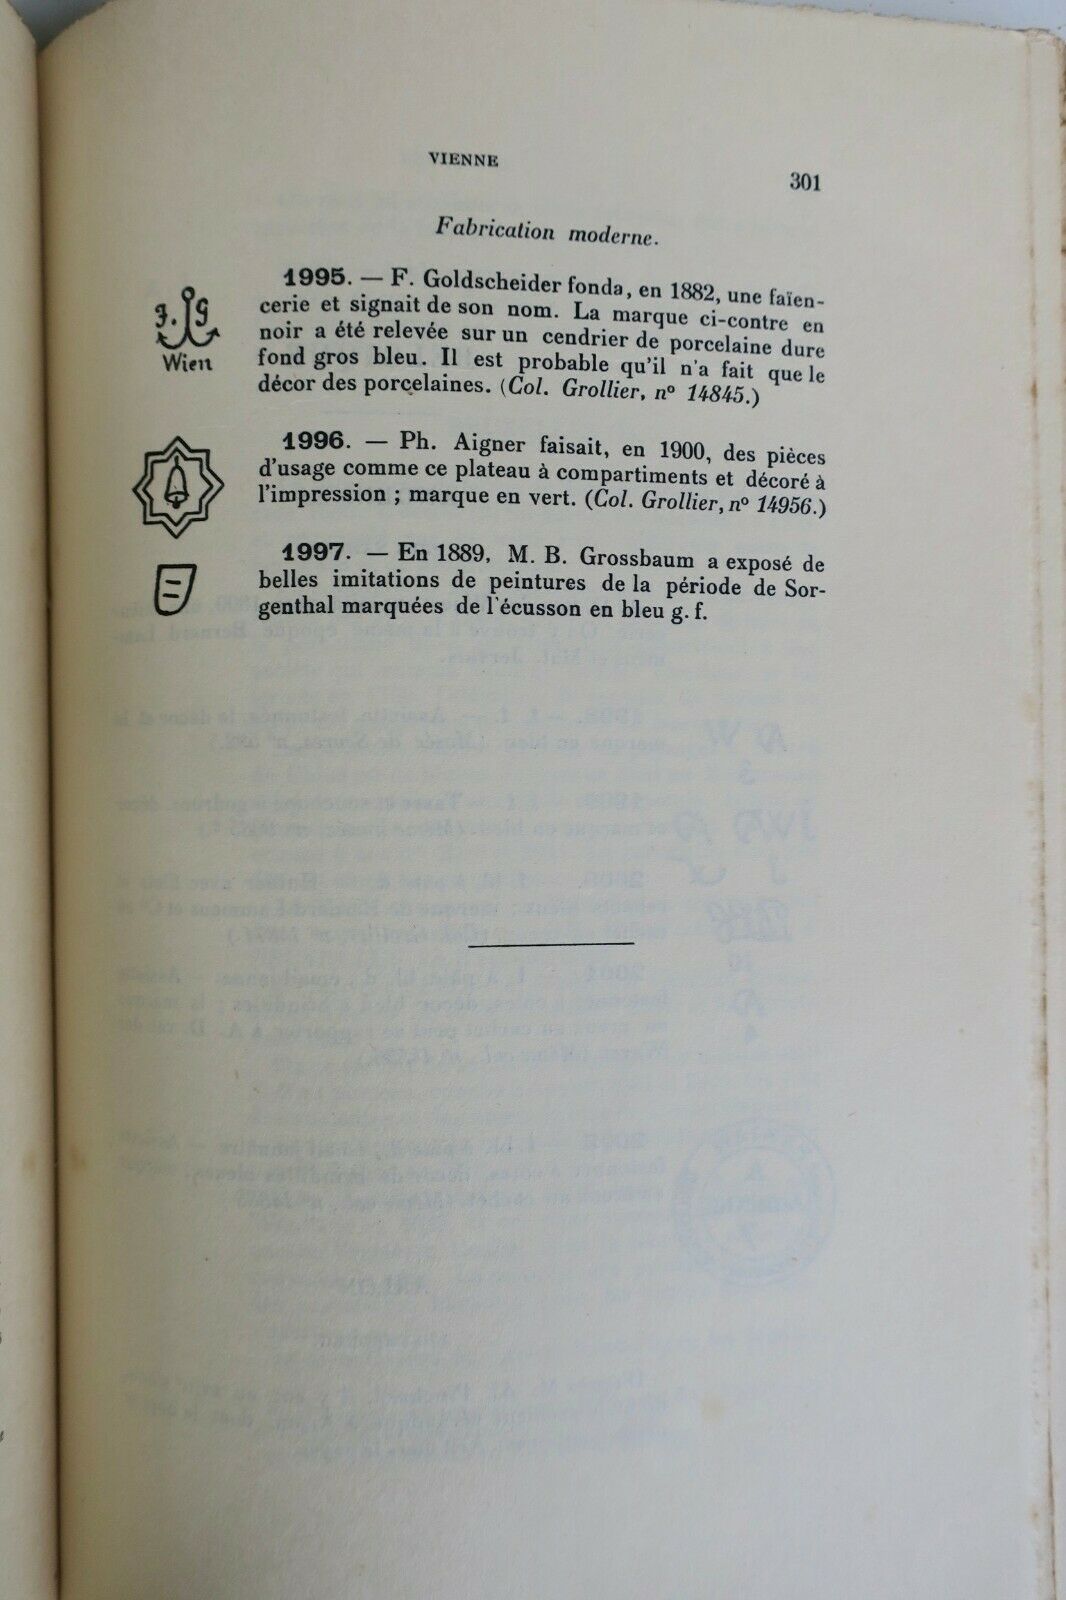 VIENNE
301
Fabrication moderne.
J. G
Wien
1995. — F. Goldscheider fonda, en 1882, une faïen-
cerie et signait de son nom. La marque ci-contre en
noir a été relevée sur un cendrier de porcelaine dure
fond gros bleu. Il est probable qu'il n'a fait que le
décor des porcelaines. (Col. Grollier, nº 14845.)
1996. — Ph. Aigner faisait, en 1900, des pièces
d'usage comme ce plateau à compartiments et décoré à
l'impression ; marque en vert. (Col. Grollier, nº 14956.)
1997. — En 1889, M. B. Grossbaum a exposé de
belles imitations de peintures de la période de Sor-
genthal marquées de l'écusson en bleu g. f.